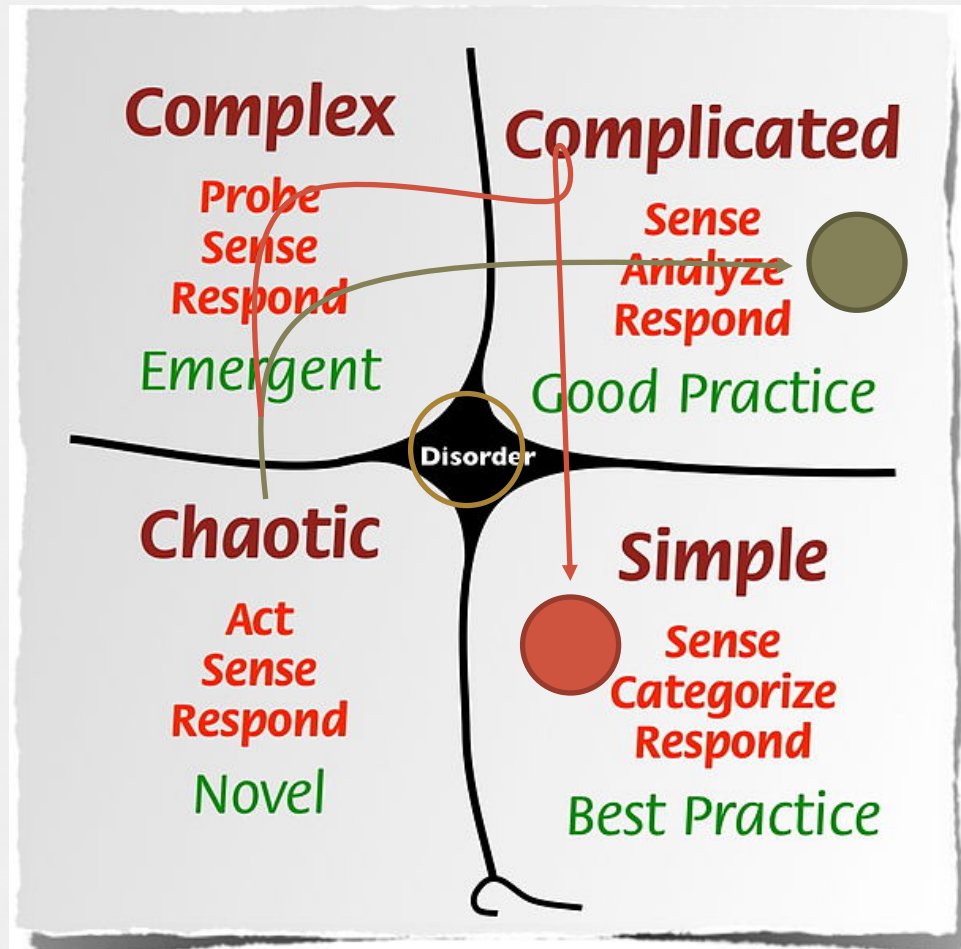 Complex
Probe
Sense
Respond
Emergent
Complicated
Sense
Analyze
Respond
Good Practice
Disorder
Chaotic
Act
Sense
Respond
Novel
Simple
Sense
Categorize
Respond
Best Practice